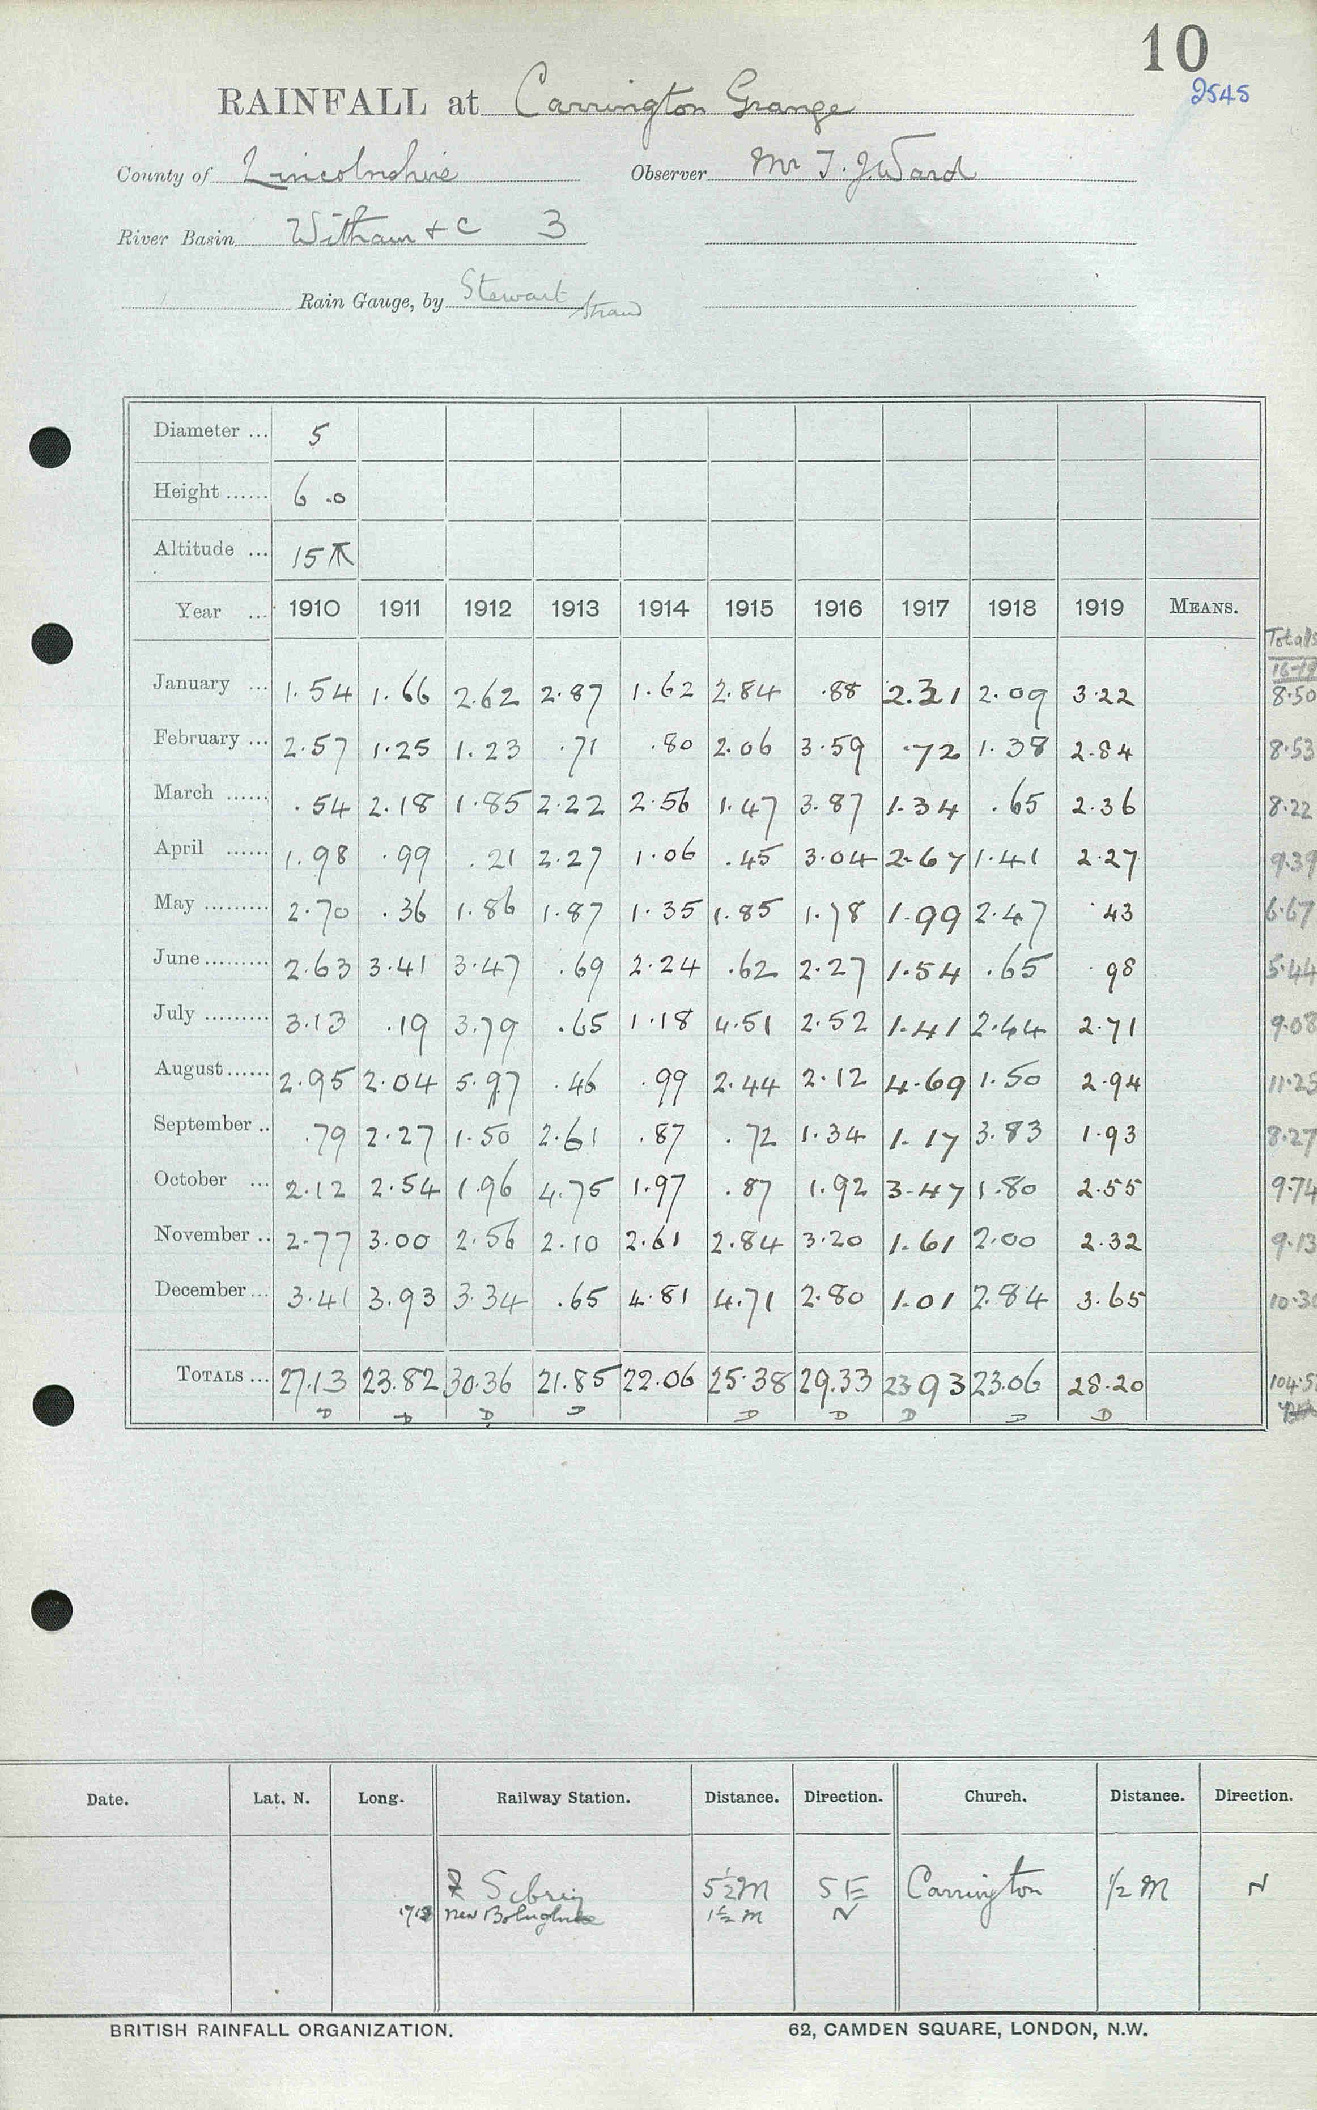 10
2545
RAINFALL at Carrington Grange
County of Lincolnshire Observer Mr T. J. Ward
River Basin Witham + C 3
Rain Gauge, by Stewart Strand
Diameter ... 5
Height ...... 6 .0
Altitude ... 15
Year ... 1910 1911 1912 1913 1914 1915 1916 1917 1918 1919 MEANS.
Totals
16-19
January ... 1.54 1.66 2.62 2.87 1.62 2.84 .88 2.31 2.09 3.22 8.50
February ... 2.57 1.25 1.23 .71 .80 2.06 3.59 .72 1.38 2.84 8.53
March ...... .54 2.18 1.85 2.22 2.56 1.47 3.87 1.34 .65 2.36 8.22
April ...... 1.98 .99 .21 2.27 1.06 .45 3.04 2.67 1.41 2.27 9.39
May ......... 2.70 .36 1.86 1.87 1.35 1.85 1.78 1.99 2.47 .43 6.67
June ......... 2.63 3.41 3.47 .69 2.24 .62 2.27 1.54 .65 .98 5.44
July ......... 3.13 .19 3.79 .65 1.18 4.51 2.52 1.41 2.44 2.71 9.08
August ...... 2.95 2.04 5.97 .46 .99 2.44 2.12 4.69 1.50 2.94 11.25
September .. .79 2.27 1.50 2.61 .87 .72 1.34 1.17 3.83 1.93 8.27
October ... 2.12 2.54 1.96 4.75 1.97 .87 1.92 3.47 1.80 2.55 9.74
November .. 2.77 3.00 2.56 2.10 2.61 2.84 3.20 1.61 2.00 2.32 9.13
December ... 3.41 3.93 3.34 .65 4.81 4.71 2.80 1.01 2.84 3.65 10.30
TOTALS ... 27.13 23.82 30.36 21.85 22.06 25.38 29.33 23.93 23.06 28.20 104.5
D D D D D D D D D
Date. Lat. N. Long. Railway Station. Distance. Direction. Church. Distance. Direction.
Sibsey 5½M SE Carrington ½ M N
New Bolingbroke 1½ M N
BRITISH RAINFALL ORGANIZATION. 62, CAMDEN SQUARE, LONDON, N.W.